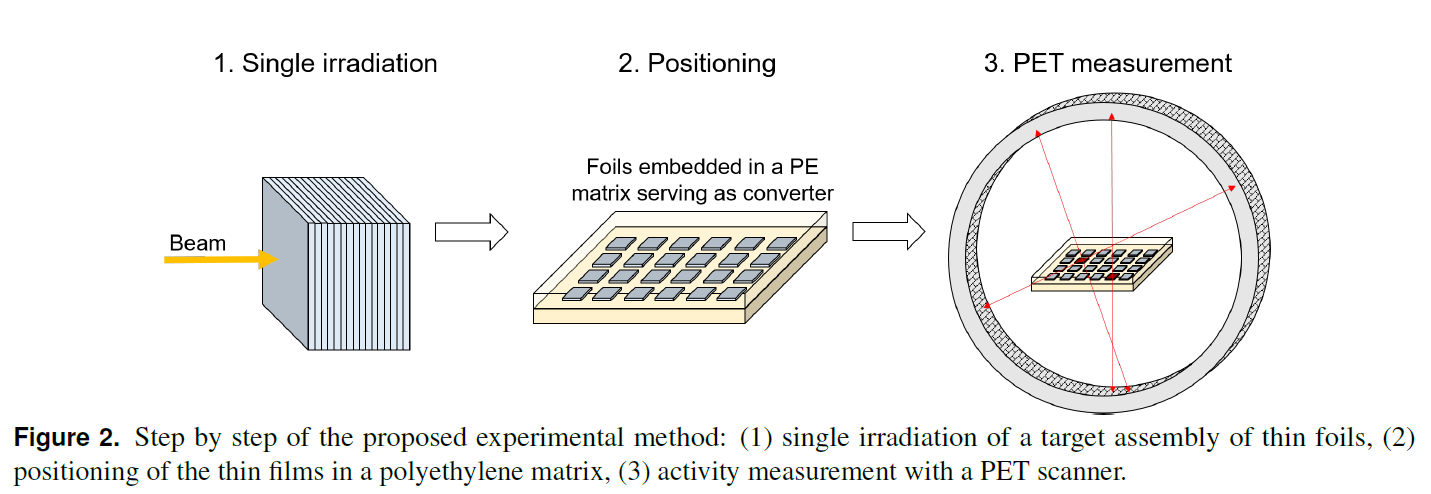 1. Single irradiation
2. Positioning
3. PET measurement
Foils embedded in a PE
matrix serving as converter
Beam
Figure 2. Step by step of the proposed experimental method: (1) single irradiation of a target assembly of thin foils, (2)
positioning of the thin films in a polyethylene matrix, (3) activity measurement with a PET scanner.